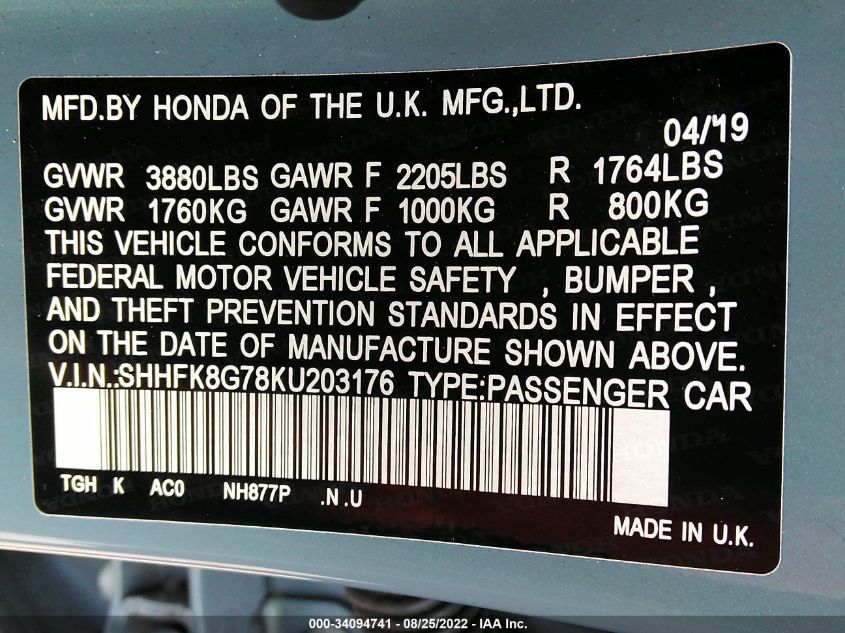 MFD.BY HONDA OF THE U.K. MFG.,LTD.
04/19
GVWR 3880LBS GAWR F 2205LBS R 1764LBS
GVWR 1760KG GAWR F 1000KG R 800KG
THIS VEHICLE CONFORMS TO ALL APPLICABLE
FEDERAL MOTOR VEHICLE SAFETY , BUMPER ,
AND THEFT PREVENTION STANDARDS IN EFFECT
ON THE DATE OF MANUFACTURE SHOWN ABOVE.
V.I.N.:SHHFK8G78KU203176 TYPE:PASSENGER CAR
TGH K AC0 NH877P .N.U
MADE IN U.K.
000-34094741 - 08/25/2022 - IAA Inc.